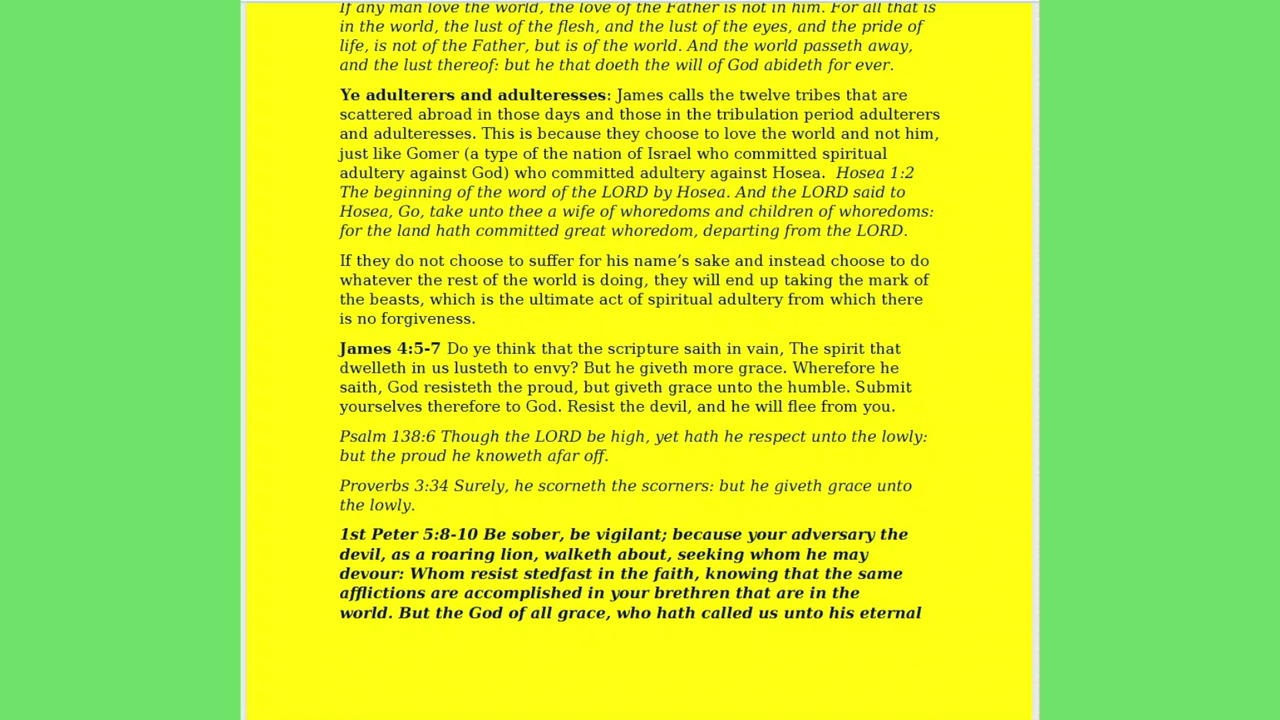 If any man love the world, the love of the Father is not in him. For all that is
in the world, the lust of the flesh, and the lust of the eyes, and the pride of
life, is not of the Father, but is of the world. And the world passeth away,
and the lust thereof: but he that doeth the will of God abideth for ever.
Ye adulterers and adulteresses: James calls the twelve tribes that are
scattered abroad in those days and those in the tribulation period adulterers
and adulteresses. This is because they choose to love the world and not him,
just like Gomer (a type of the nation of Israel who committed spiritual
adultery against God) who committed adultery against Hosea.  Hosea 1:2
The beginning of the word of the LORD by Hosea. And the LORD said to
Hosea, Go, take unto thee a wife of whoredoms and children of whoredoms:
for the land hath committed great whoredom, departing from the LORD.
If they do not choose to suffer for his name’s sake and instead choose to do
whatever the rest of the world is doing, they will end up taking the mark of
the beasts, which is the ultimate act of spiritual adultery from which there
is no forgiveness.
James 4:5-7 Do ye think that the scripture saith in vain, The spirit that
dwelleth in us lusteth to envy? But he giveth more grace. Wherefore he
saith, God resisteth the proud, but giveth grace unto the humble. Submit
yourselves therefore to God. Resist the devil, and he will flee from you.
Psalm 138:6 Though the LORD be high, yet hath he respect unto the lowly:
but the proud he knoweth afar off.
Proverbs 3:34 Surely, he scorneth the scorners: but he giveth grace unto
the lowly.
1st Peter 5:8-10 Be sober, be vigilant; because your adversary the
devil, as a roaring lion, walketh about, seeking whom he may
devour: Whom resist stedfast in the faith, knowing that the same
afflictions are accomplished in your brethren that are in the
world. But the God of all grace, who hath called us unto his eternal